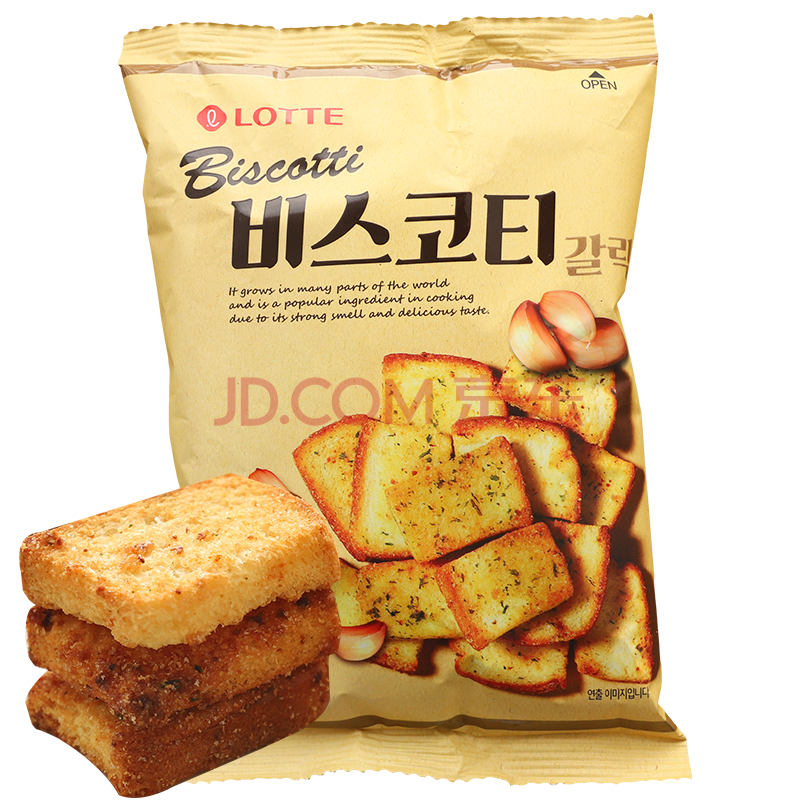 OPEN
LOTTE
Biscotti
비스코티 갈릭
It grows in many parts of the world
and is a popular ingredient in cooking
due to its strong smell and delicious taste.
JD.COM 京东
연출 이미지입니다